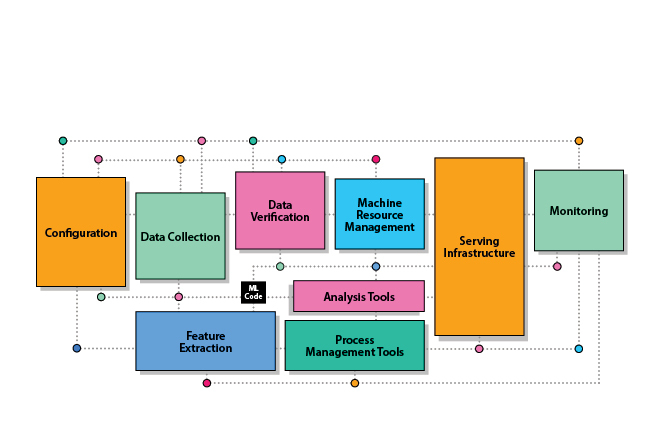 Configuration
Data Collection
Data
Verification
Machine
Resource
Management
Serving
Infrastructure
Monitoring
ML
Code
Analysis Tools
Feature
Extraction
Process
Management Tools